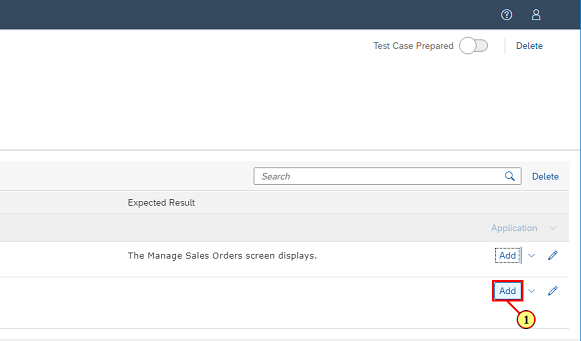 Test Case Prepared Delete
Search Delete
Expected Result
Application
The Manage Sales Orders screen displays. Add
Add
1